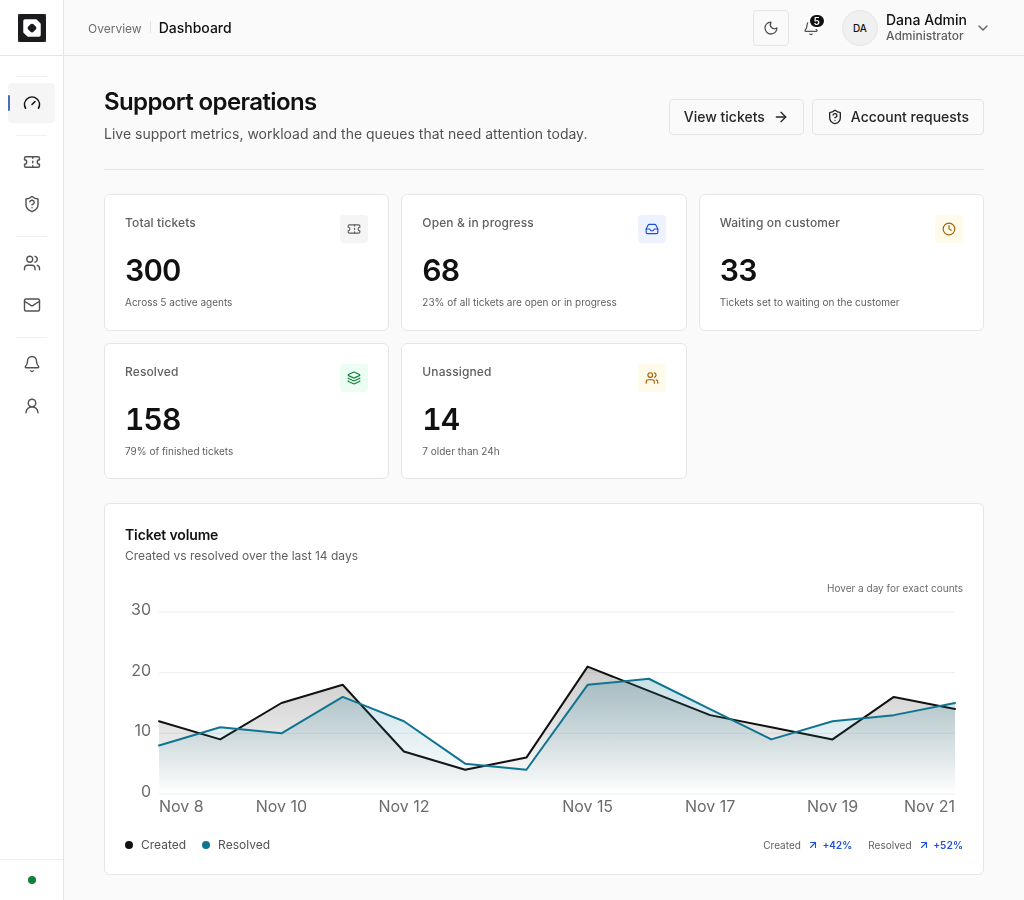 Overview Dashboard
5
DA
Dana Admin
Administrator
Support operations
Live support metrics, workload and the queues that need attention today.
View tickets
Account requests
Total tickets
300
Across 5 active agents
Open & in progress
68
23% of all tickets are open or in progress
Waiting on customer
33
Tickets set to waiting on the customer
Resolved
158
79% of finished tickets
Unassigned
14
7 older than 24h
Ticket volume
Created vs resolved over the last 14 days
Hover a day for exact counts
30
20
10
0
Nov 8 Nov 10 Nov 12 Nov 15 Nov 17 Nov 19 Nov 21
Created Resolved
Created +42% Resolved +52%